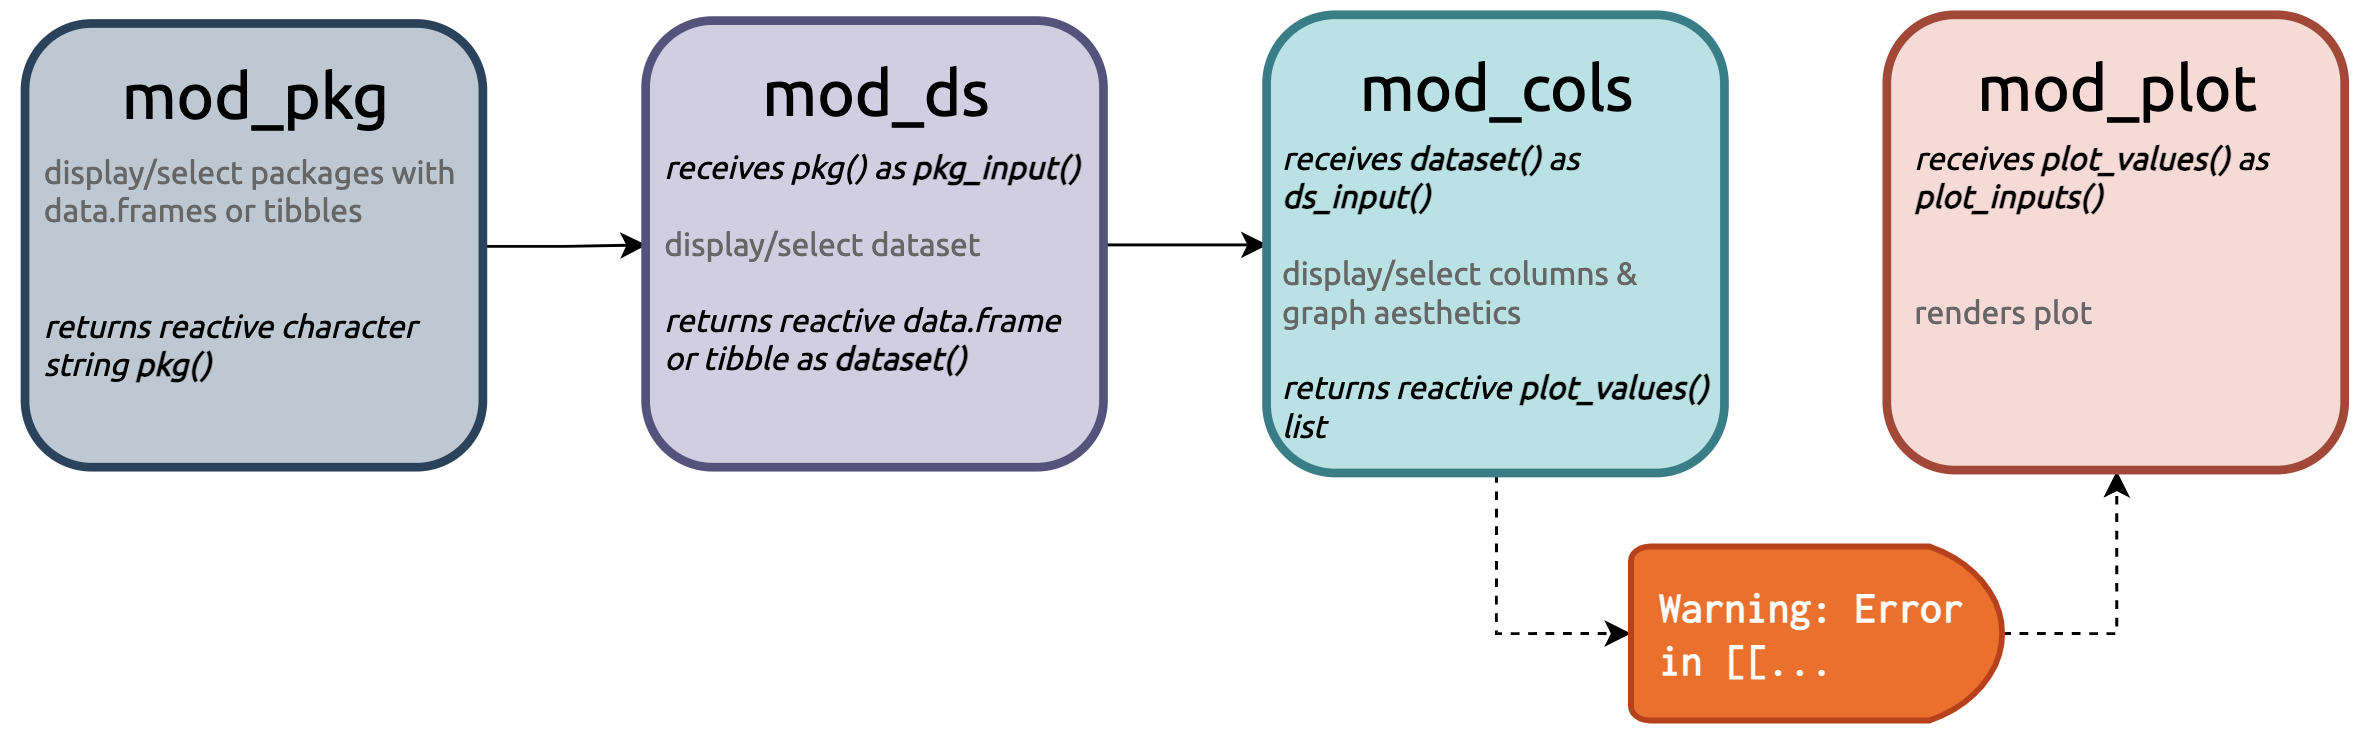 mod_pkg
display/select packages with
data.frames or tibbles
returns reactive character
string pkg()
mod_ds
receives pkg() as pkg_input()
display/select dataset
returns reactive data.frame
or tibble as dataset()
mod_cols
receives dataset() as
ds_input()
display/select columns &
graph aesthetics
returns reactive plot_values()
list
mod_plot
receives plot_values() as
plot_inputs()
renders plot
Warning: Error
in [[...